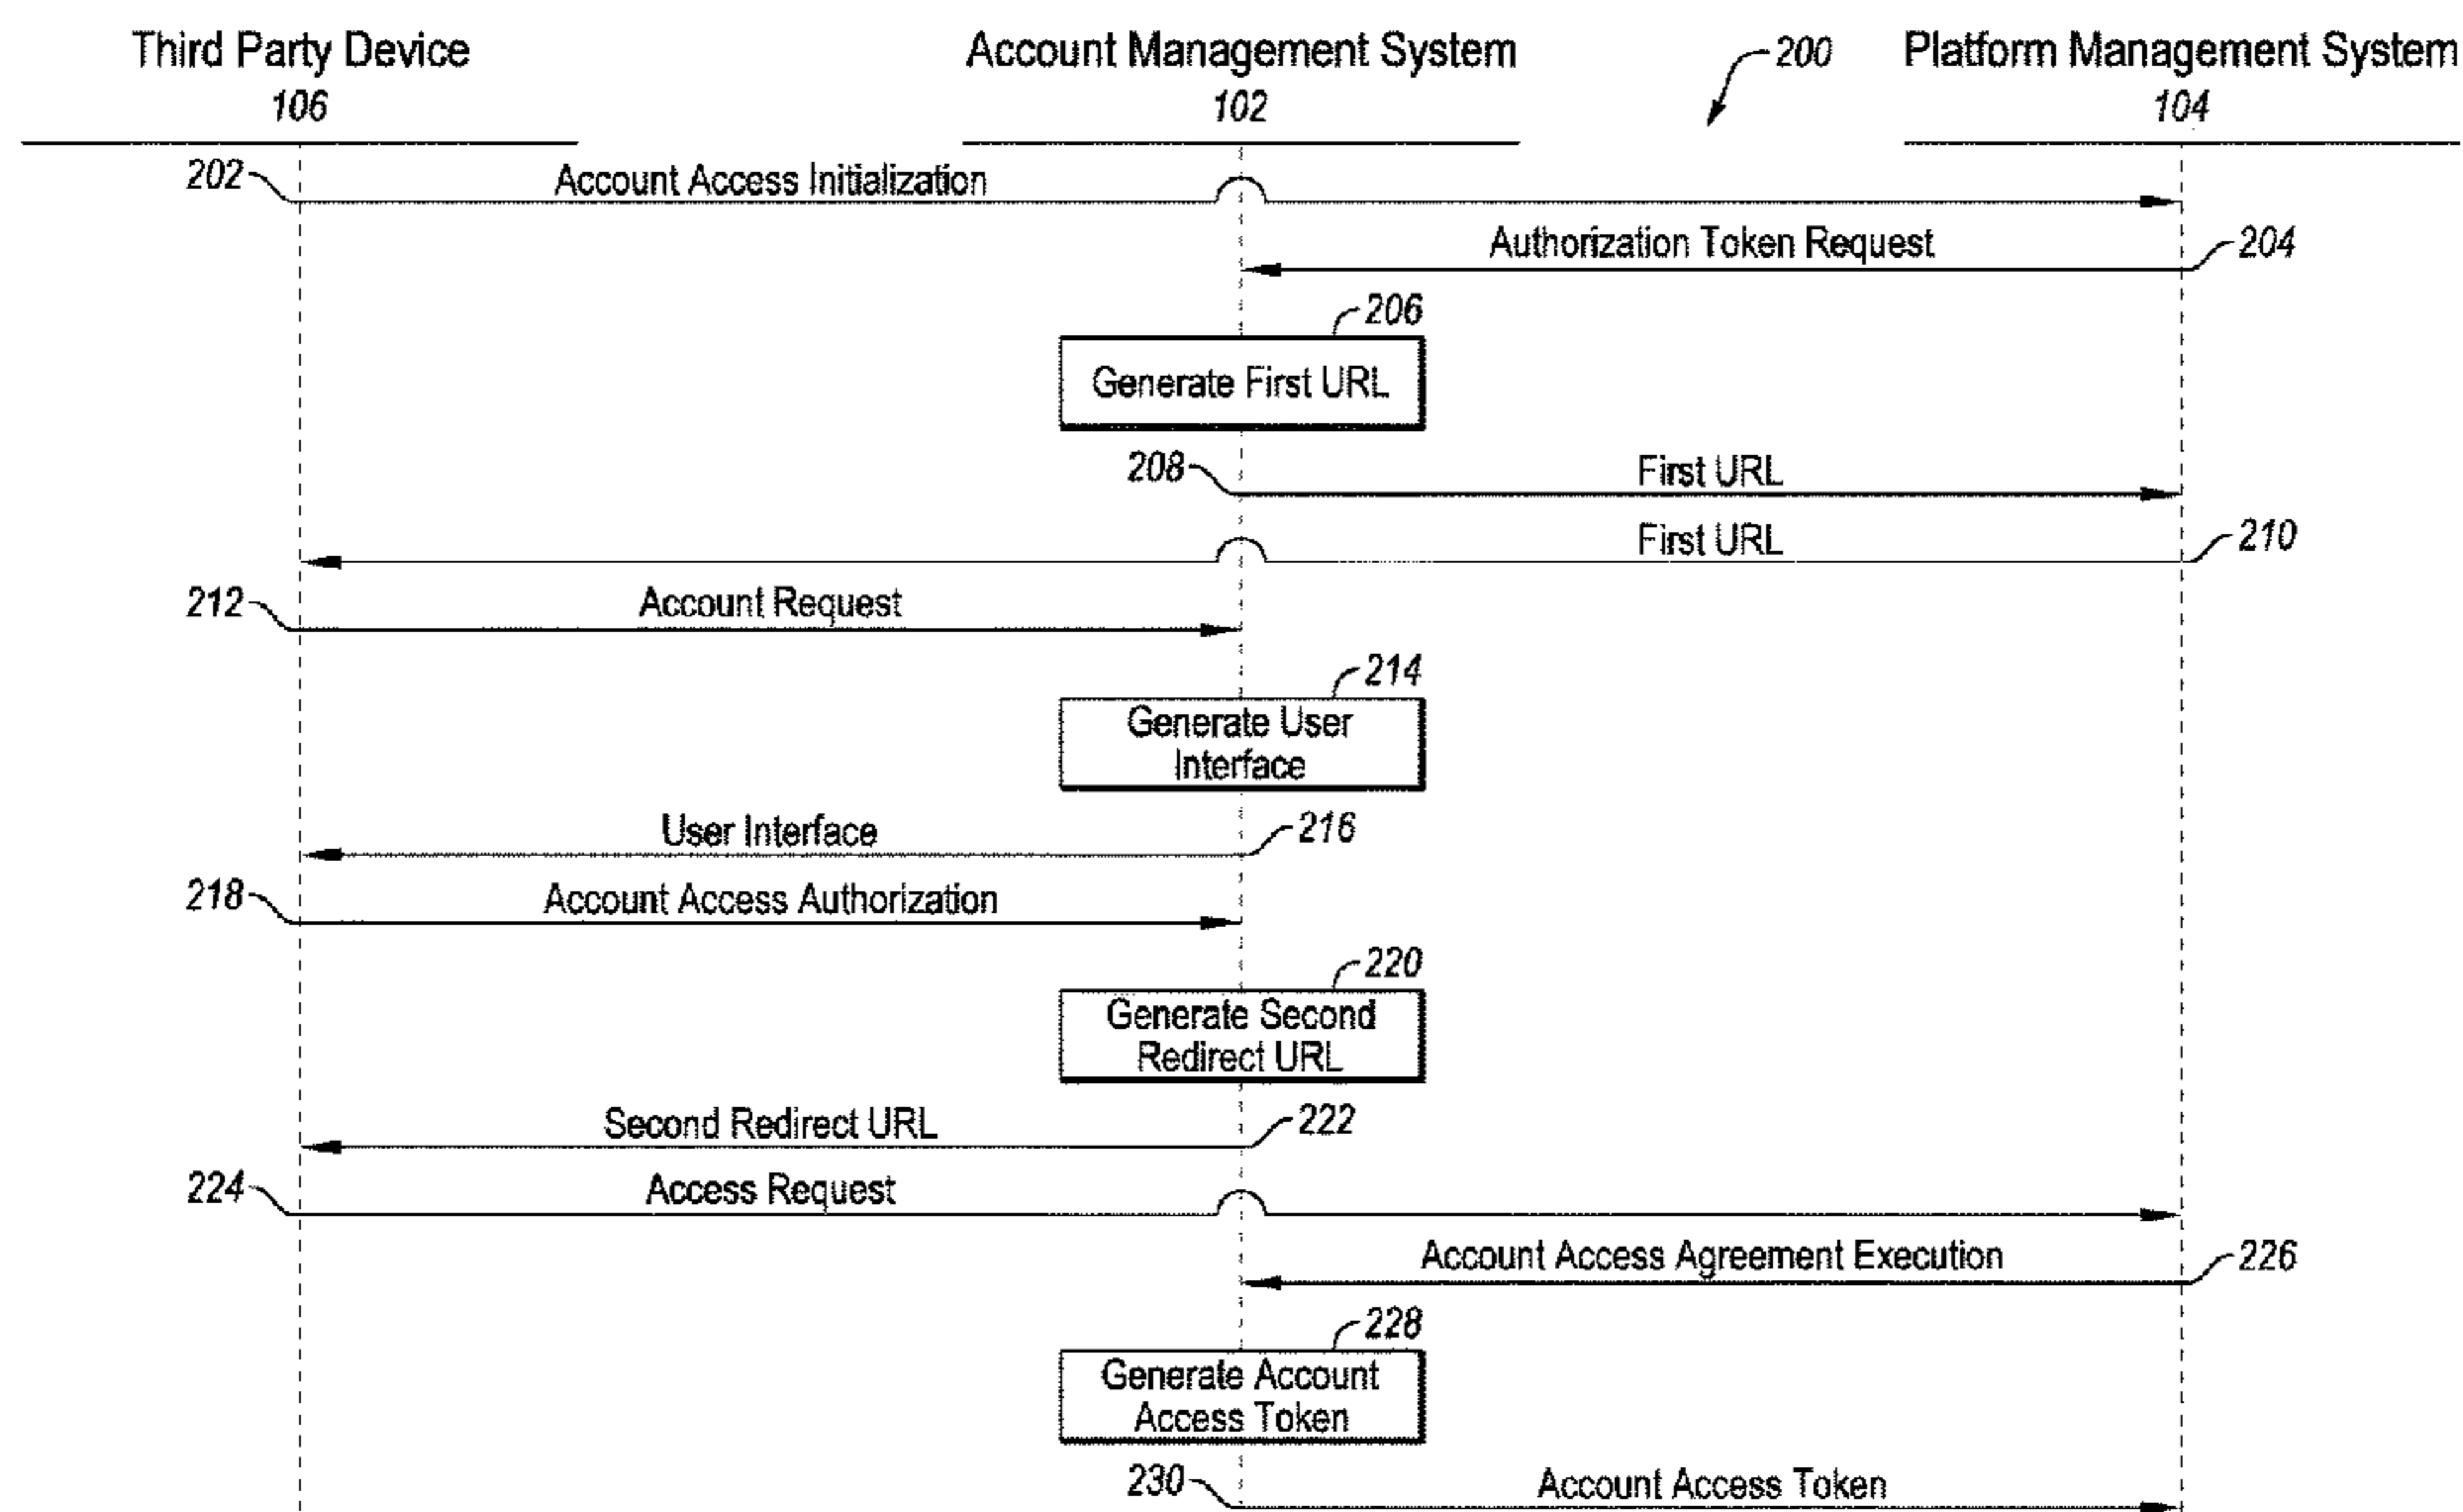 Third Party Device
106
Account Management System
102
200
Platform Management System
104
202
Account Access Initialization
Authorization Token Request
204
206
Generate First URL
208
First URL
First URL
210
212
Account Request
214
Generate User
Interface
User Interface
216
218
Account Access Authorization
220
Generate Second
Redirect URL
Second Redirect URL
222
224
Access Request
Account Access Agreement Execution
226
228
Generate Account
Access Token
230
Account Access Token